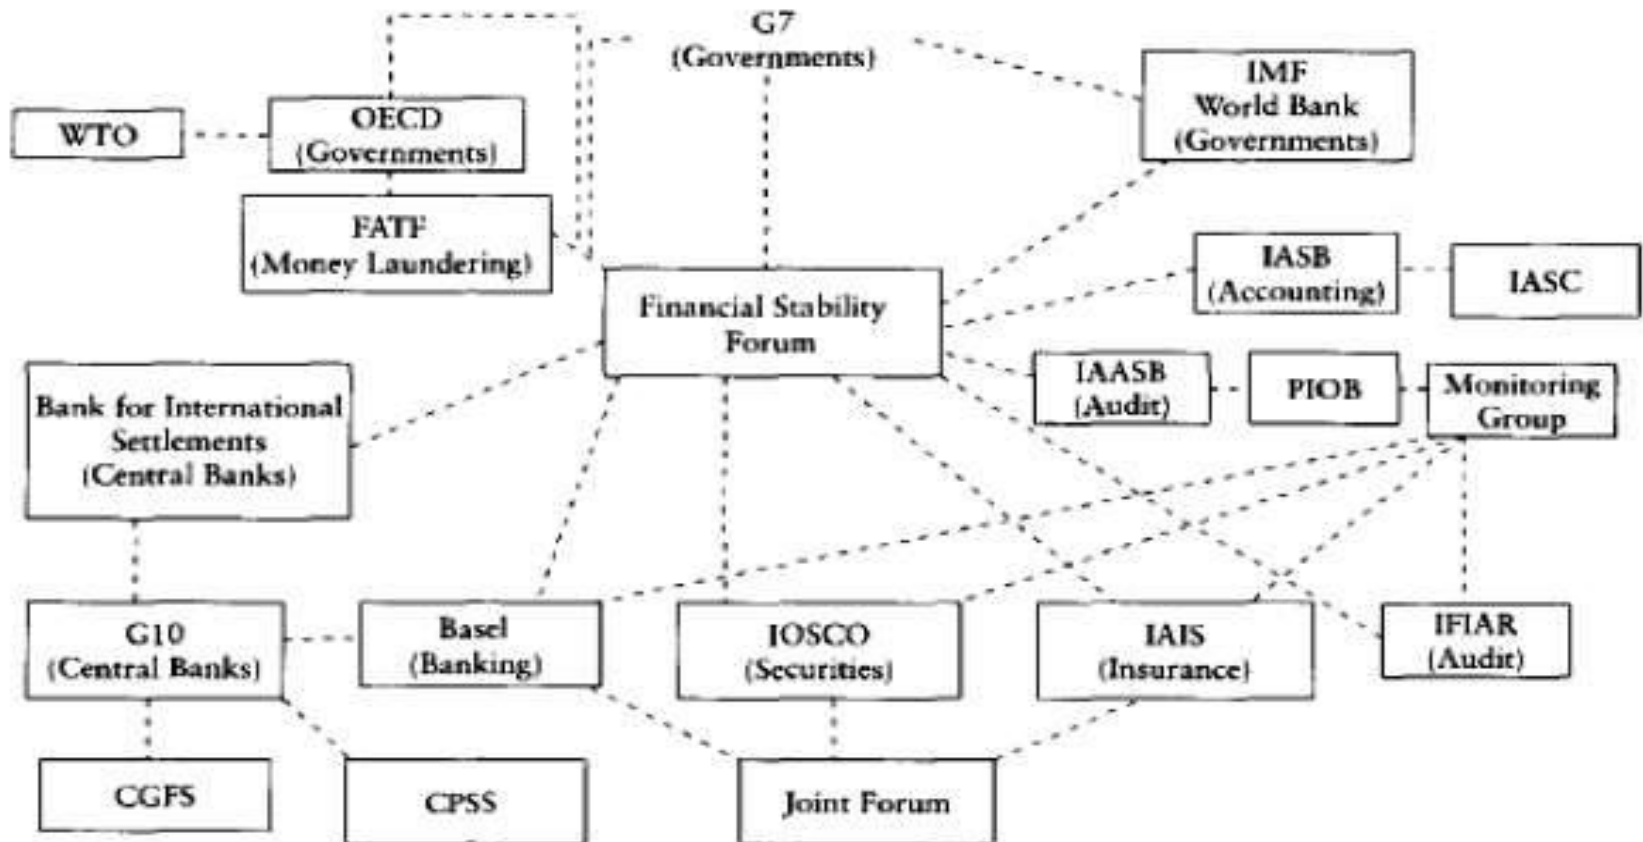 G7
(Governments)
IMF
World Bank
(Governments)
WTO
OECD
(Governments)
FATF
(Money Laundering)
IASB
(Accounting)
IASC
Financial Stability
Forum
IAASB
(Audit)
PIOB
Monitoring
Group
Bank for International
Settlements
(Central Banks)
G10
(Central Banks)
Basel
(Banking)
IOSCO
(Securities)
IAIS
(Insurance)
IFIAR
(Audit)
CGFS
CPSS
Joint Forum